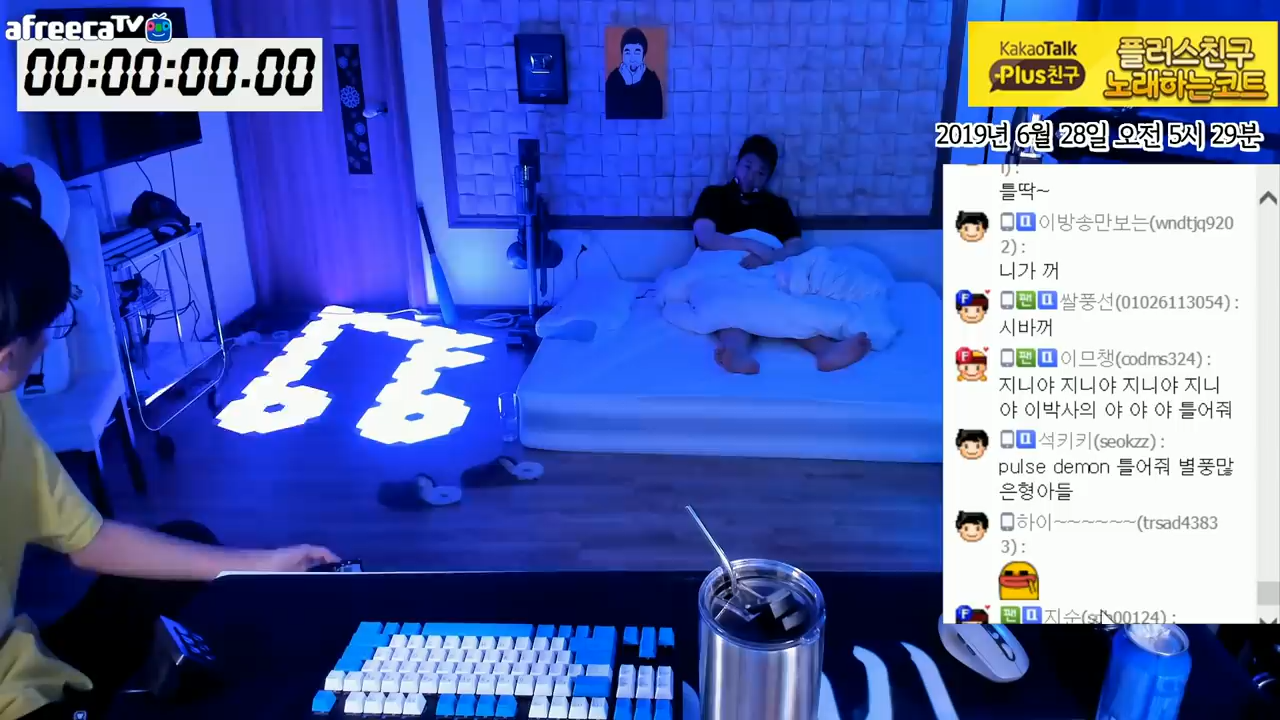 afreecaTV
00:00:00.00
KakaoTalk
Plus친구
플러스친구
노래하는코트
2019년 6월 28일 오전 5시 29분
틀딱~
이방송만보는(wndtjq920
2) :
니가 꺼
팬 쌀풍선(01026113054) :
시바꺼
팬 이므챙(codms324) :
지니야 지니야 지니야 지니
야 이박사의 야 야 야 틀어줘
석키키(seokzz) :
pulse demon 틀어줘 별풍많
은형아들
하이~~~~~~(trsad4383
3) :
팬 지수